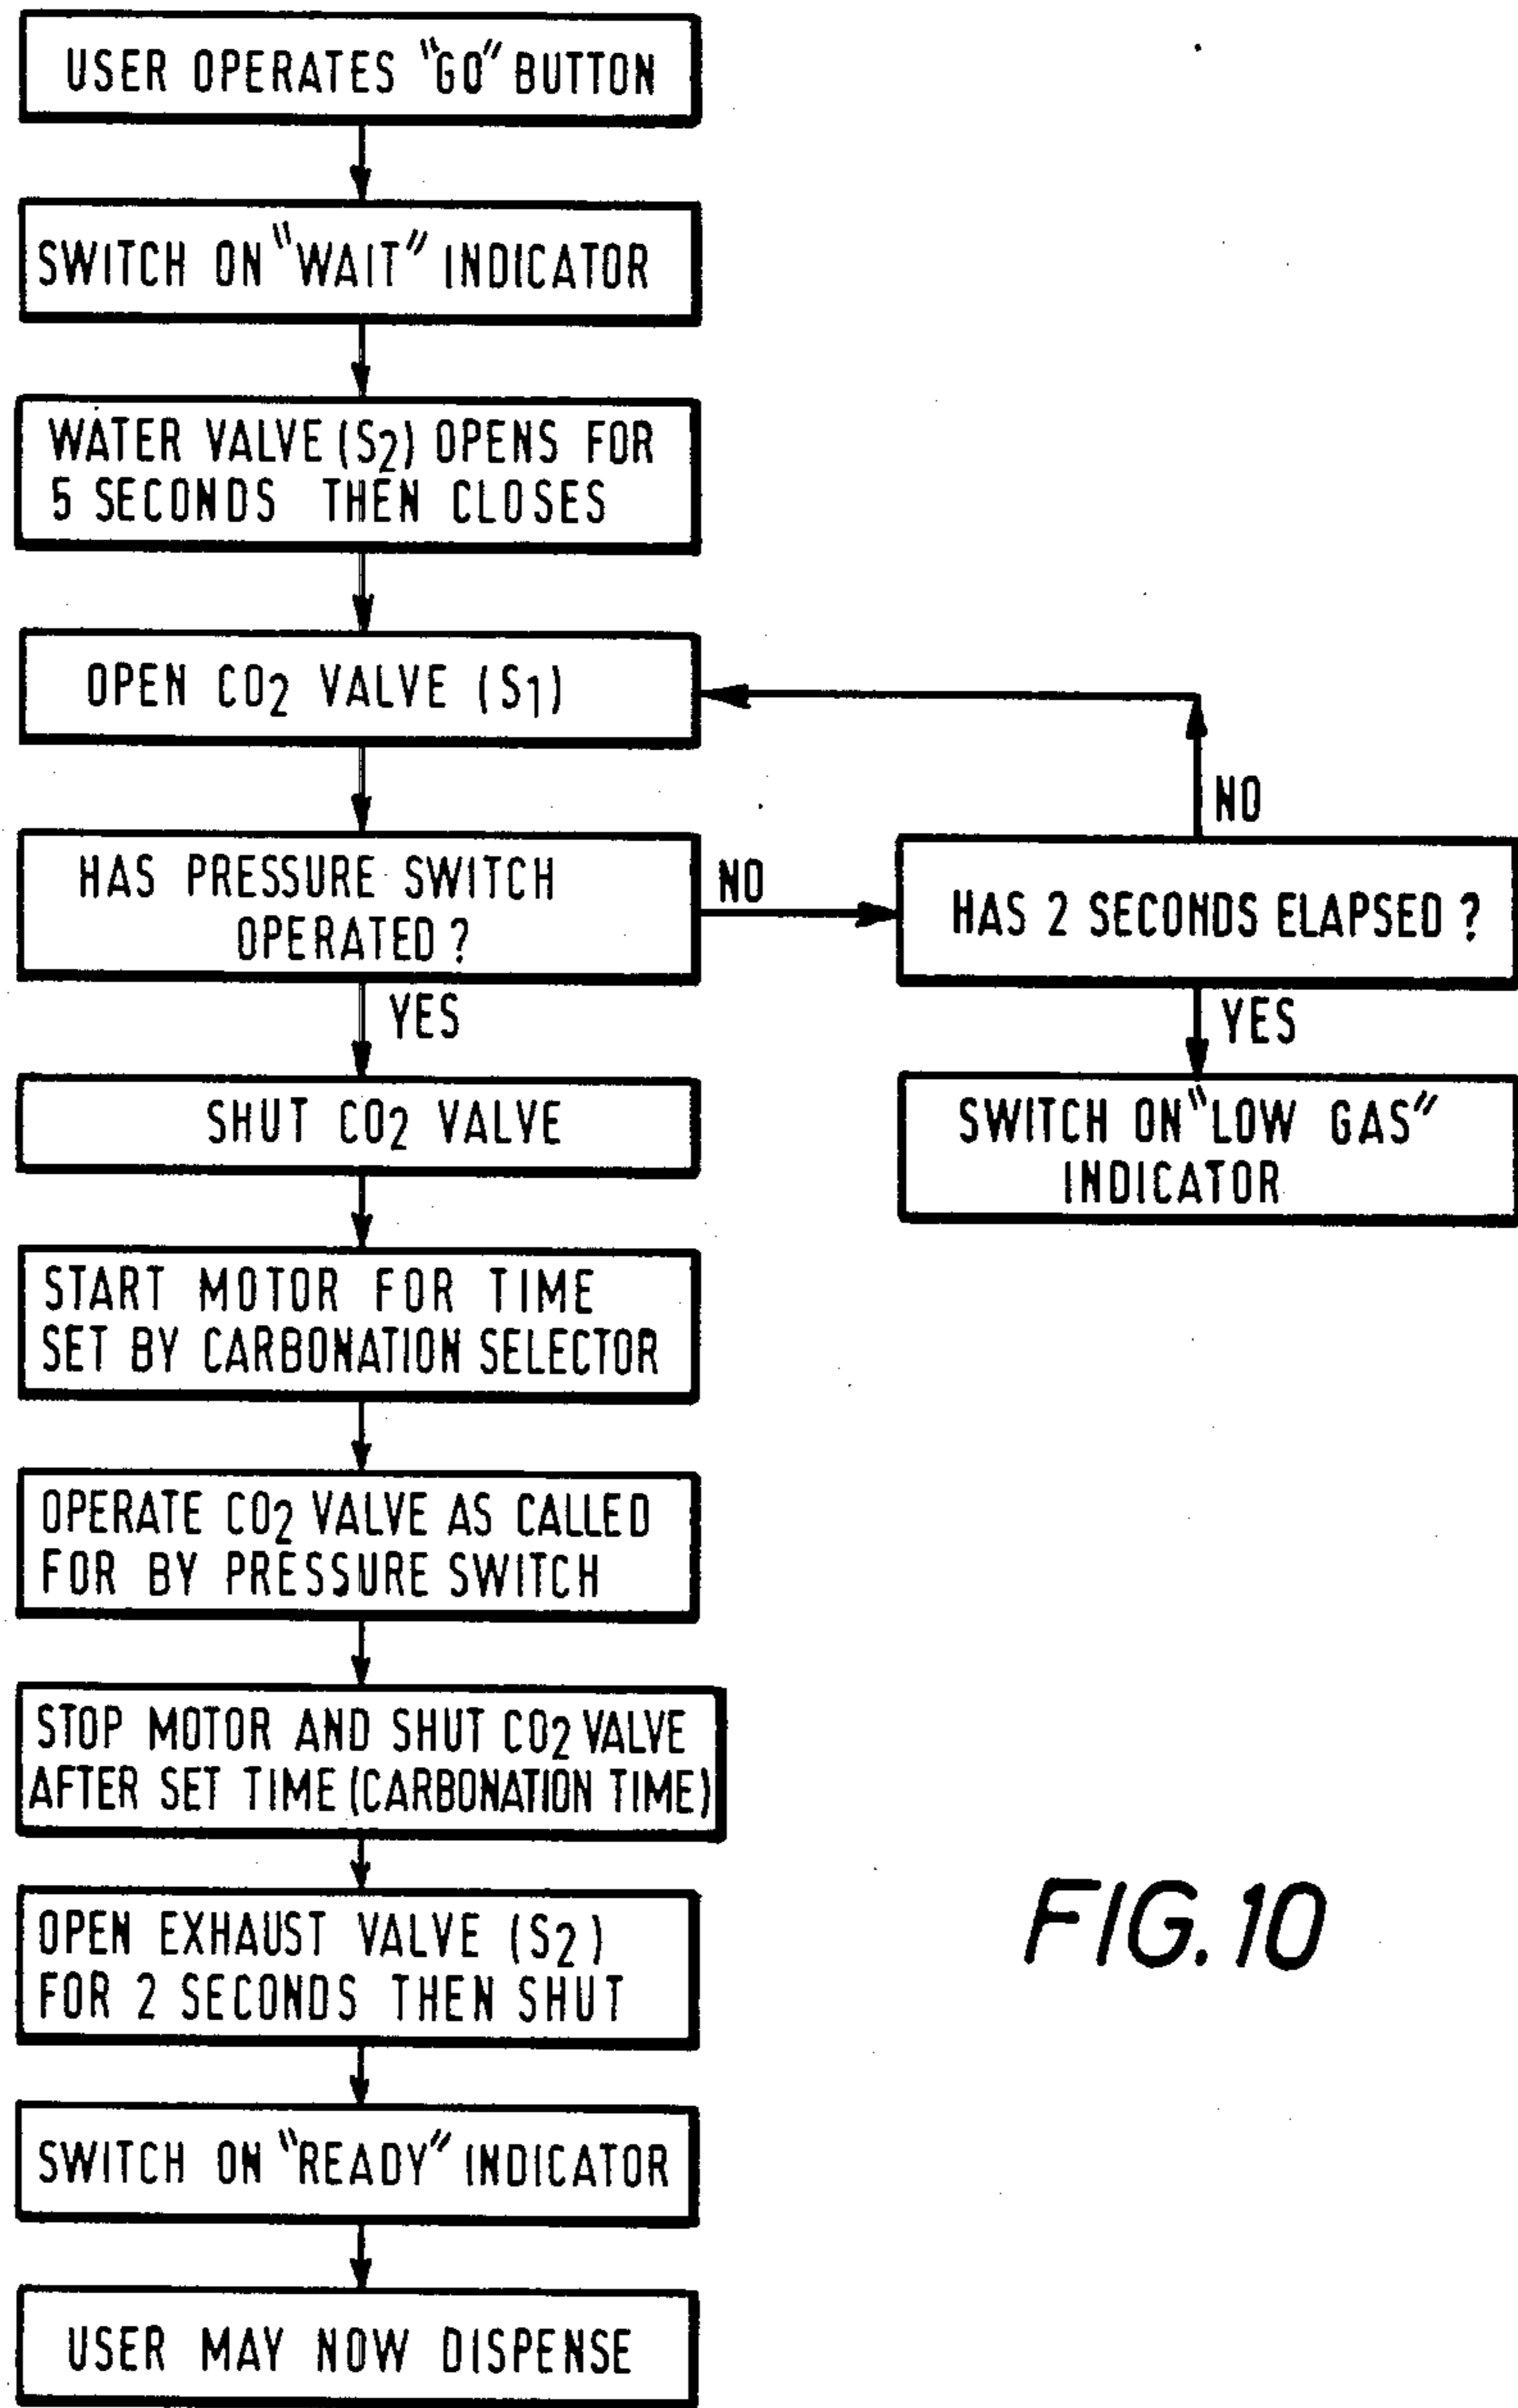 USER OPERATES "GO" BUTTON
SWITCH ON "WAIT" INDICATOR
WATER VALVE (S2) OPENS FOR
5 SECONDS THEN CLOSES
OPEN CO2 VALVE (S1)
NO
HAS PRESSURE SWITCH
OPERATED ?
NO
HAS 2 SECONDS ELAPSED ?
YES
YES
SHUT CO2 VALVE
SWITCH ON "LOW GAS"
INDICATOR
START MOTOR FOR TIME
SET BY CARBONATION SELECTOR
OPERATE CO2 VALVE AS CALLED
FOR BY PRESSURE SWITCH
STOP MOTOR AND SHUT CO2 VALVE
AFTER SET TIME (CARBONATION TIME)
OPEN EXHAUST VALVE (S2)
FOR 2 SECONDS THEN SHUT
FIG. 10
SWITCH ON "READY" INDICATOR
USER MAY NOW DISPENSE